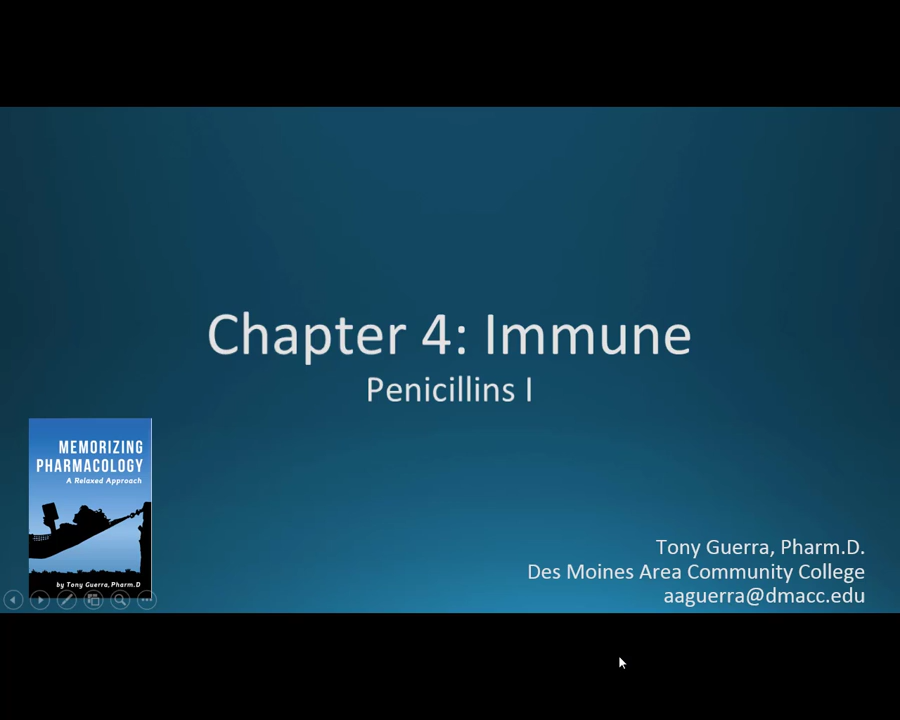 Chapter 4: Immune
Penicillins I
MEMORIZING
PHARMACOLOGY
A Relaxed Approach
by Tony Guerra, Pharm.D
Tony Guerra, Pharm.D.
Des Moines Area Community College
aaguerra@dmacc.edu